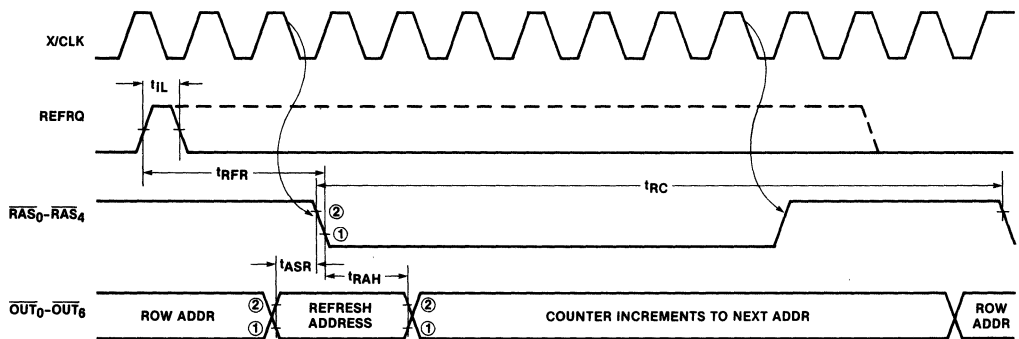 X/CLK
tIL
REFRQ
tRFR
tRC
RAS0-RAS4
②
①
tASR
tRAH
OUT0-OUT6
ROW ADDR
②
①
REFRESH
ADDRESS
②
①
COUNTER INCREMENTS TO NEXT ADDR
ROW
ADDR